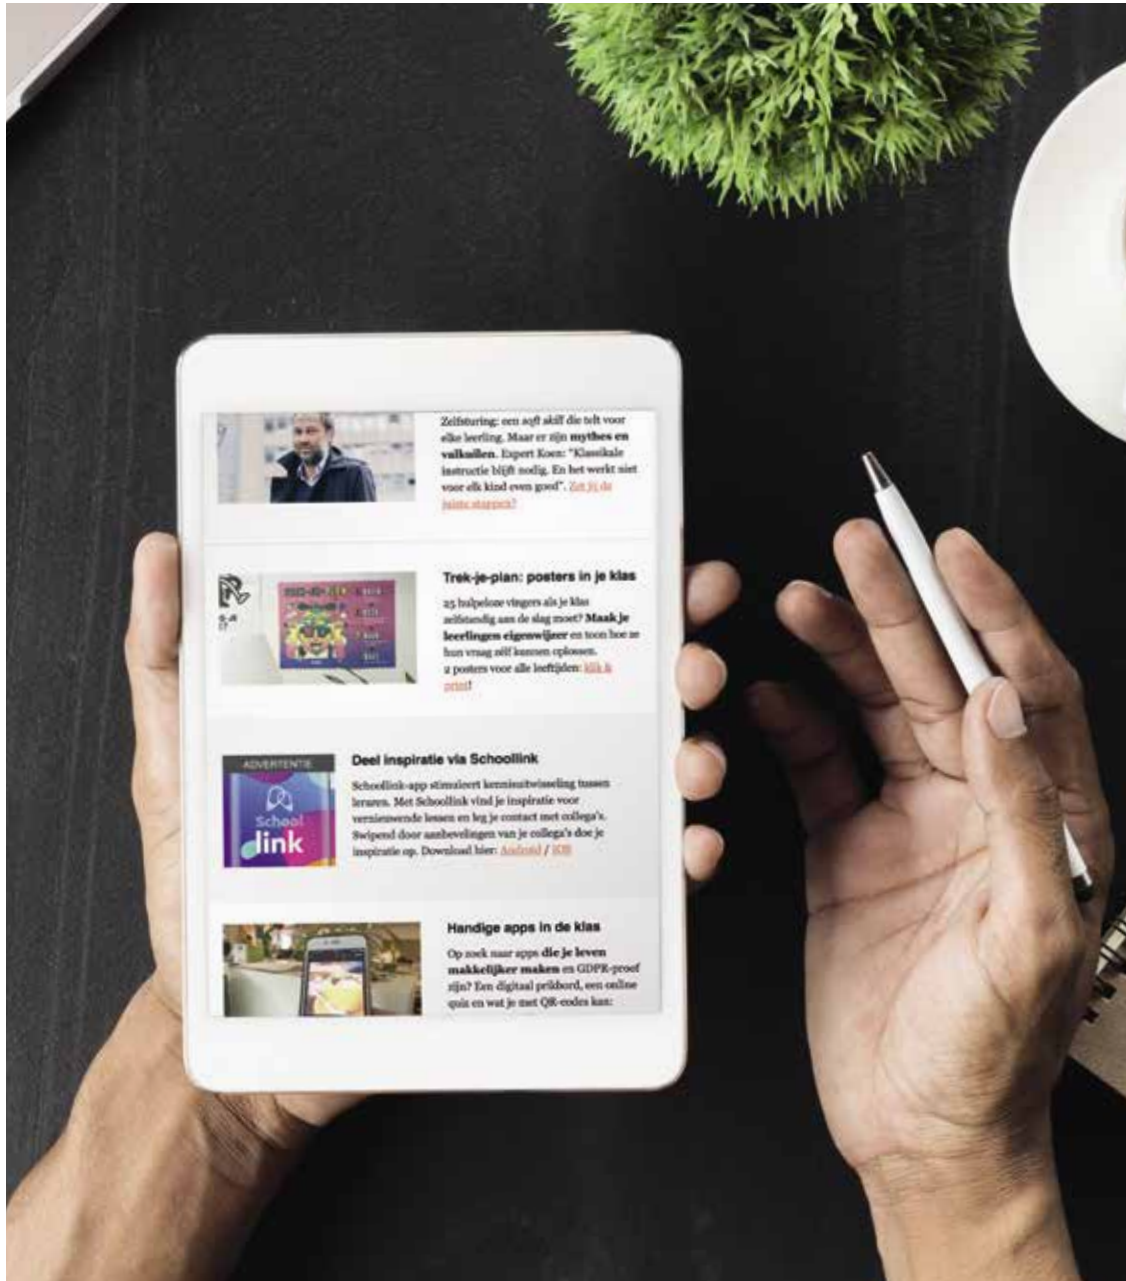 Zelfsturing: een soft skill die telt voor
elke leerling. Maar er zijn mythes en
valkuilen. Expert Koen: "Klassikale
instructie blijft nodig. En het werkt niet
voor elk kind even goed". Zet jij de
juiste stappen?
Trek-je-plan: posters in je klas
25 hulpeloze vingers als je klas
zelfstandig aan de slag moet? Maak je
leerlingen eigenwijzer en toon hoe ze
hun vraag zélf kunnen oplossen.
2 posters voor alle leeftijden: klik &
print!
ADVERTENTIE
School
link
Deel inspiratie via Schoollink
Schoollink-app stimuleert kennisuitwisseling tussen
leraren. Met Schoollink vind je inspiratie voor
vernieuwende lessen en leg je contact met collega's.
Swipend door aanbevelingen van je collega's doe je
inspiratie op. Download hier: Android / iOS
Handige apps in de klas
Op zoek naar apps die je leven
makkelijker maken en GDPR-proof
zijn? Een digitaal prikbord, een online
quiz en wat je met QR-codes kan: